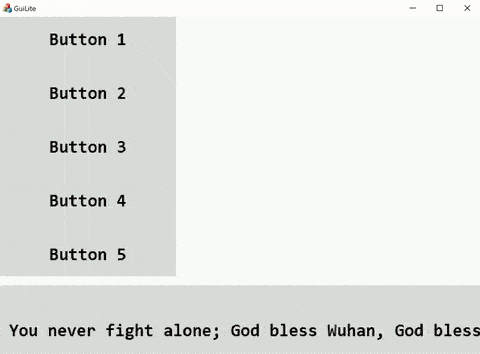 GuiLite
Button 1
Button 2
Button 3
Button 4
Button 5
You never fight alone; God bless Wuhan, God bless